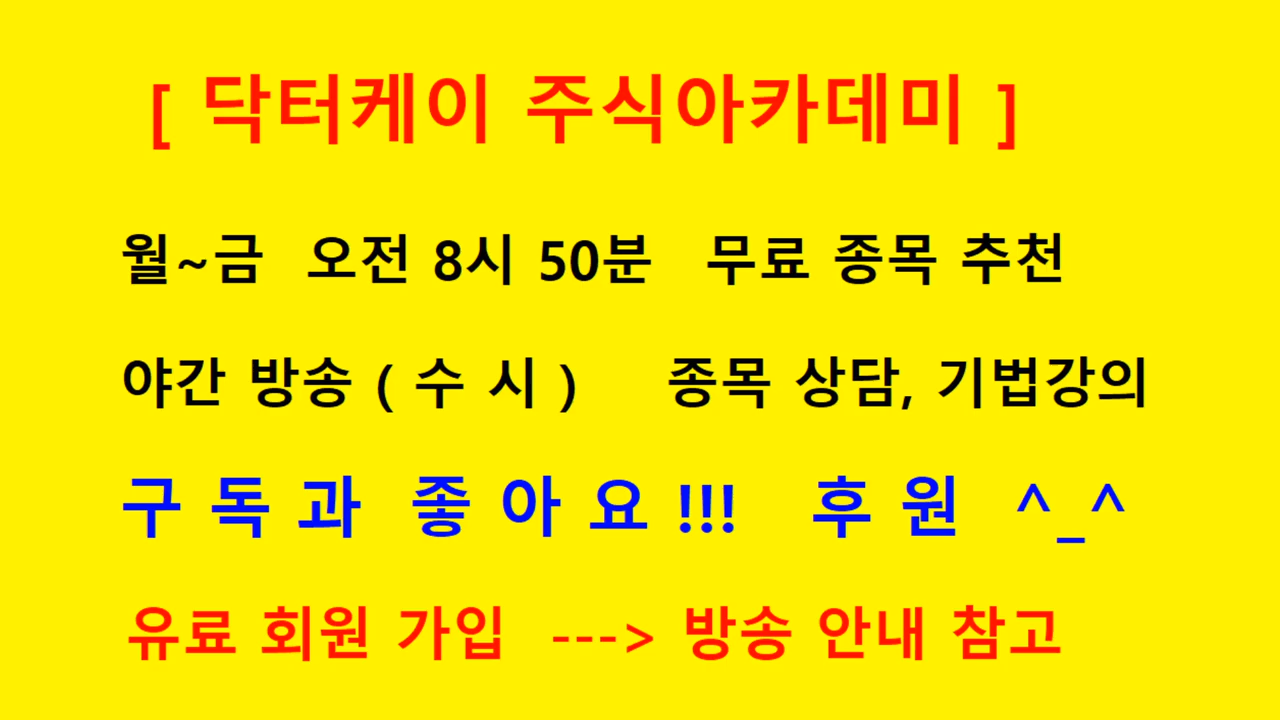 [ 닥터케이 주식아카데미 ]
월~금 오전 8시 50분 무료 종목 추천
야간 방송 ( 수 시 ) 종목 상담, 기법강의
구 독 과 좋 아 요 !!! 후 원 ^_^
유료 회원 가입 ---> 방송 안내 참고